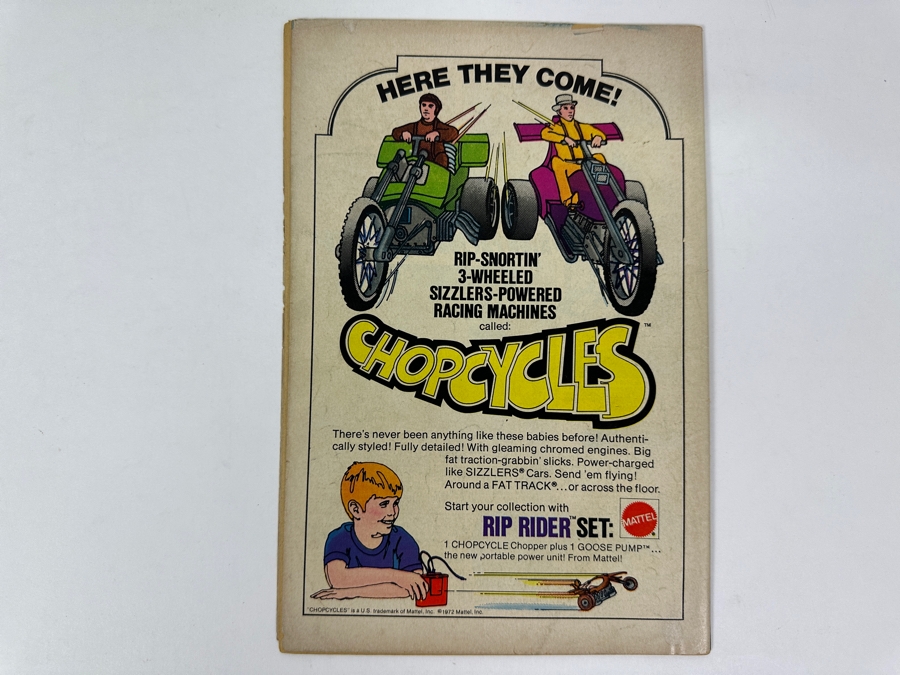 HERE THEY COME!
RIP-SNORTIN'
3-WHEELED
SIZZLERS-POWERED
RACING MACHINES
called:
CHOPCYCLES™
There's never been anything like these babies before! Authenti-
cally styled! Fully detailed! With gleaming chromed engines. Big
fat traction-grabbin' slicks. Power-charged
like SIZZLERS® Cars. Send 'em flying!
Around a FAT TRACK®...or across the floor.
Start your collection with
RIP RIDER™ SET:
MATTEL®
1 CHOPCYCLE Chopper plus 1 GOOSE PUMP™...
the new portable power unit! From Mattel!
"CHOPCYCLES" is a U.S. trademark of Mattel, Inc. ©1972 Mattel, Inc.